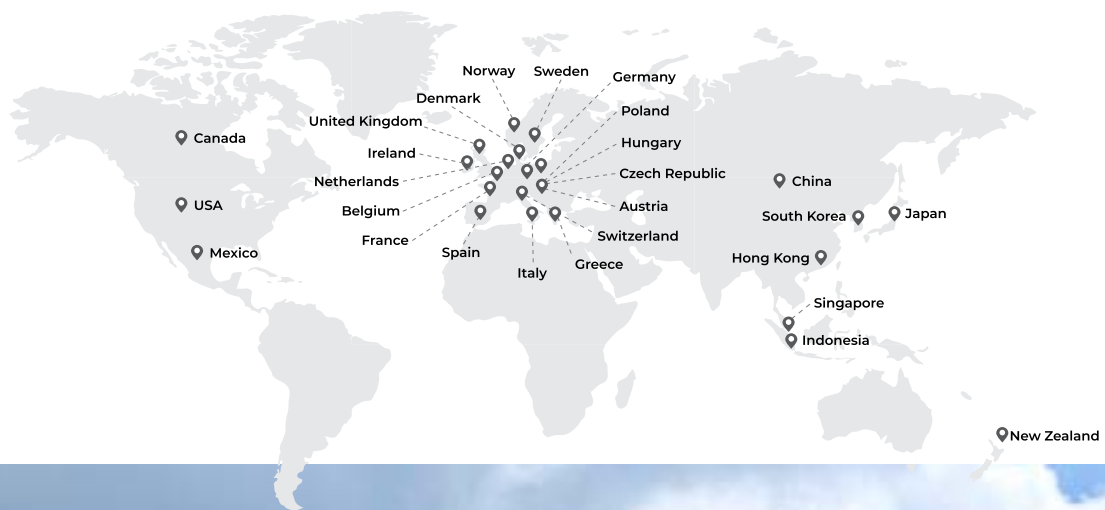 Norway
Sweden
Germany
Denmark
Poland
United Kingdom
Hungary
Canada
Ireland
Czech Republic
Netherlands
China
USA
Austria
Belgium
South Korea
Japan
France
Switzerland
Spain
Mexico
Hong Kong
Greece
Italy
Singapore
Indonesia
New Zealand